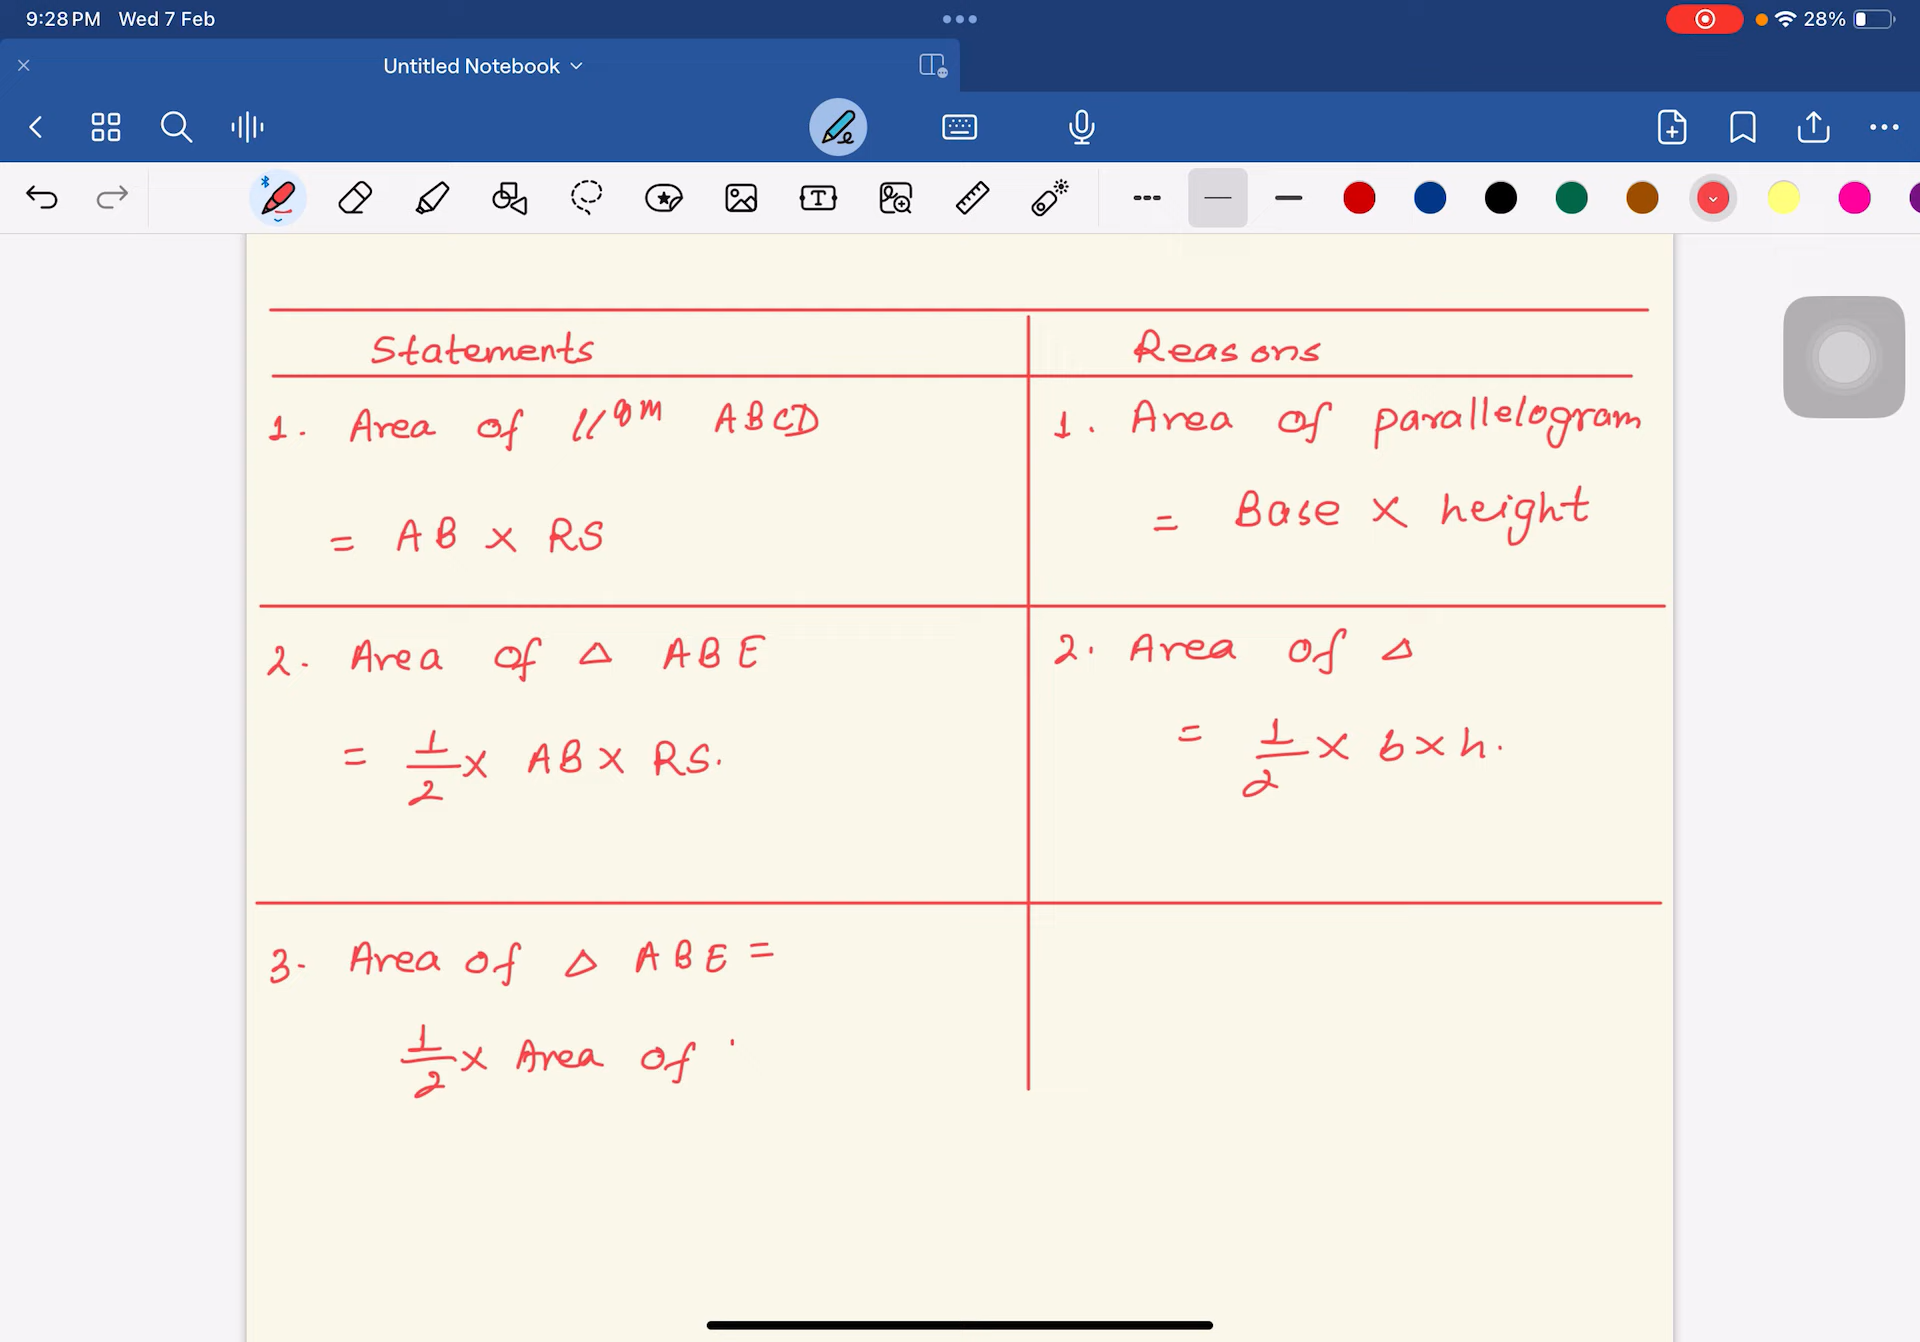 9:28 PM Wed 7 Feb
28%
Untitled Notebook
Statements
Reasons
1. Area of //gm ABCD
= AB × RS
1. Area of parallelogram
= Base × height
2. Area of △ ABE
= 1/2 × AB × RS.
2. Area of △
= 1/2 × b × h.
3. Area of △ ABE =
1/2 × Area of